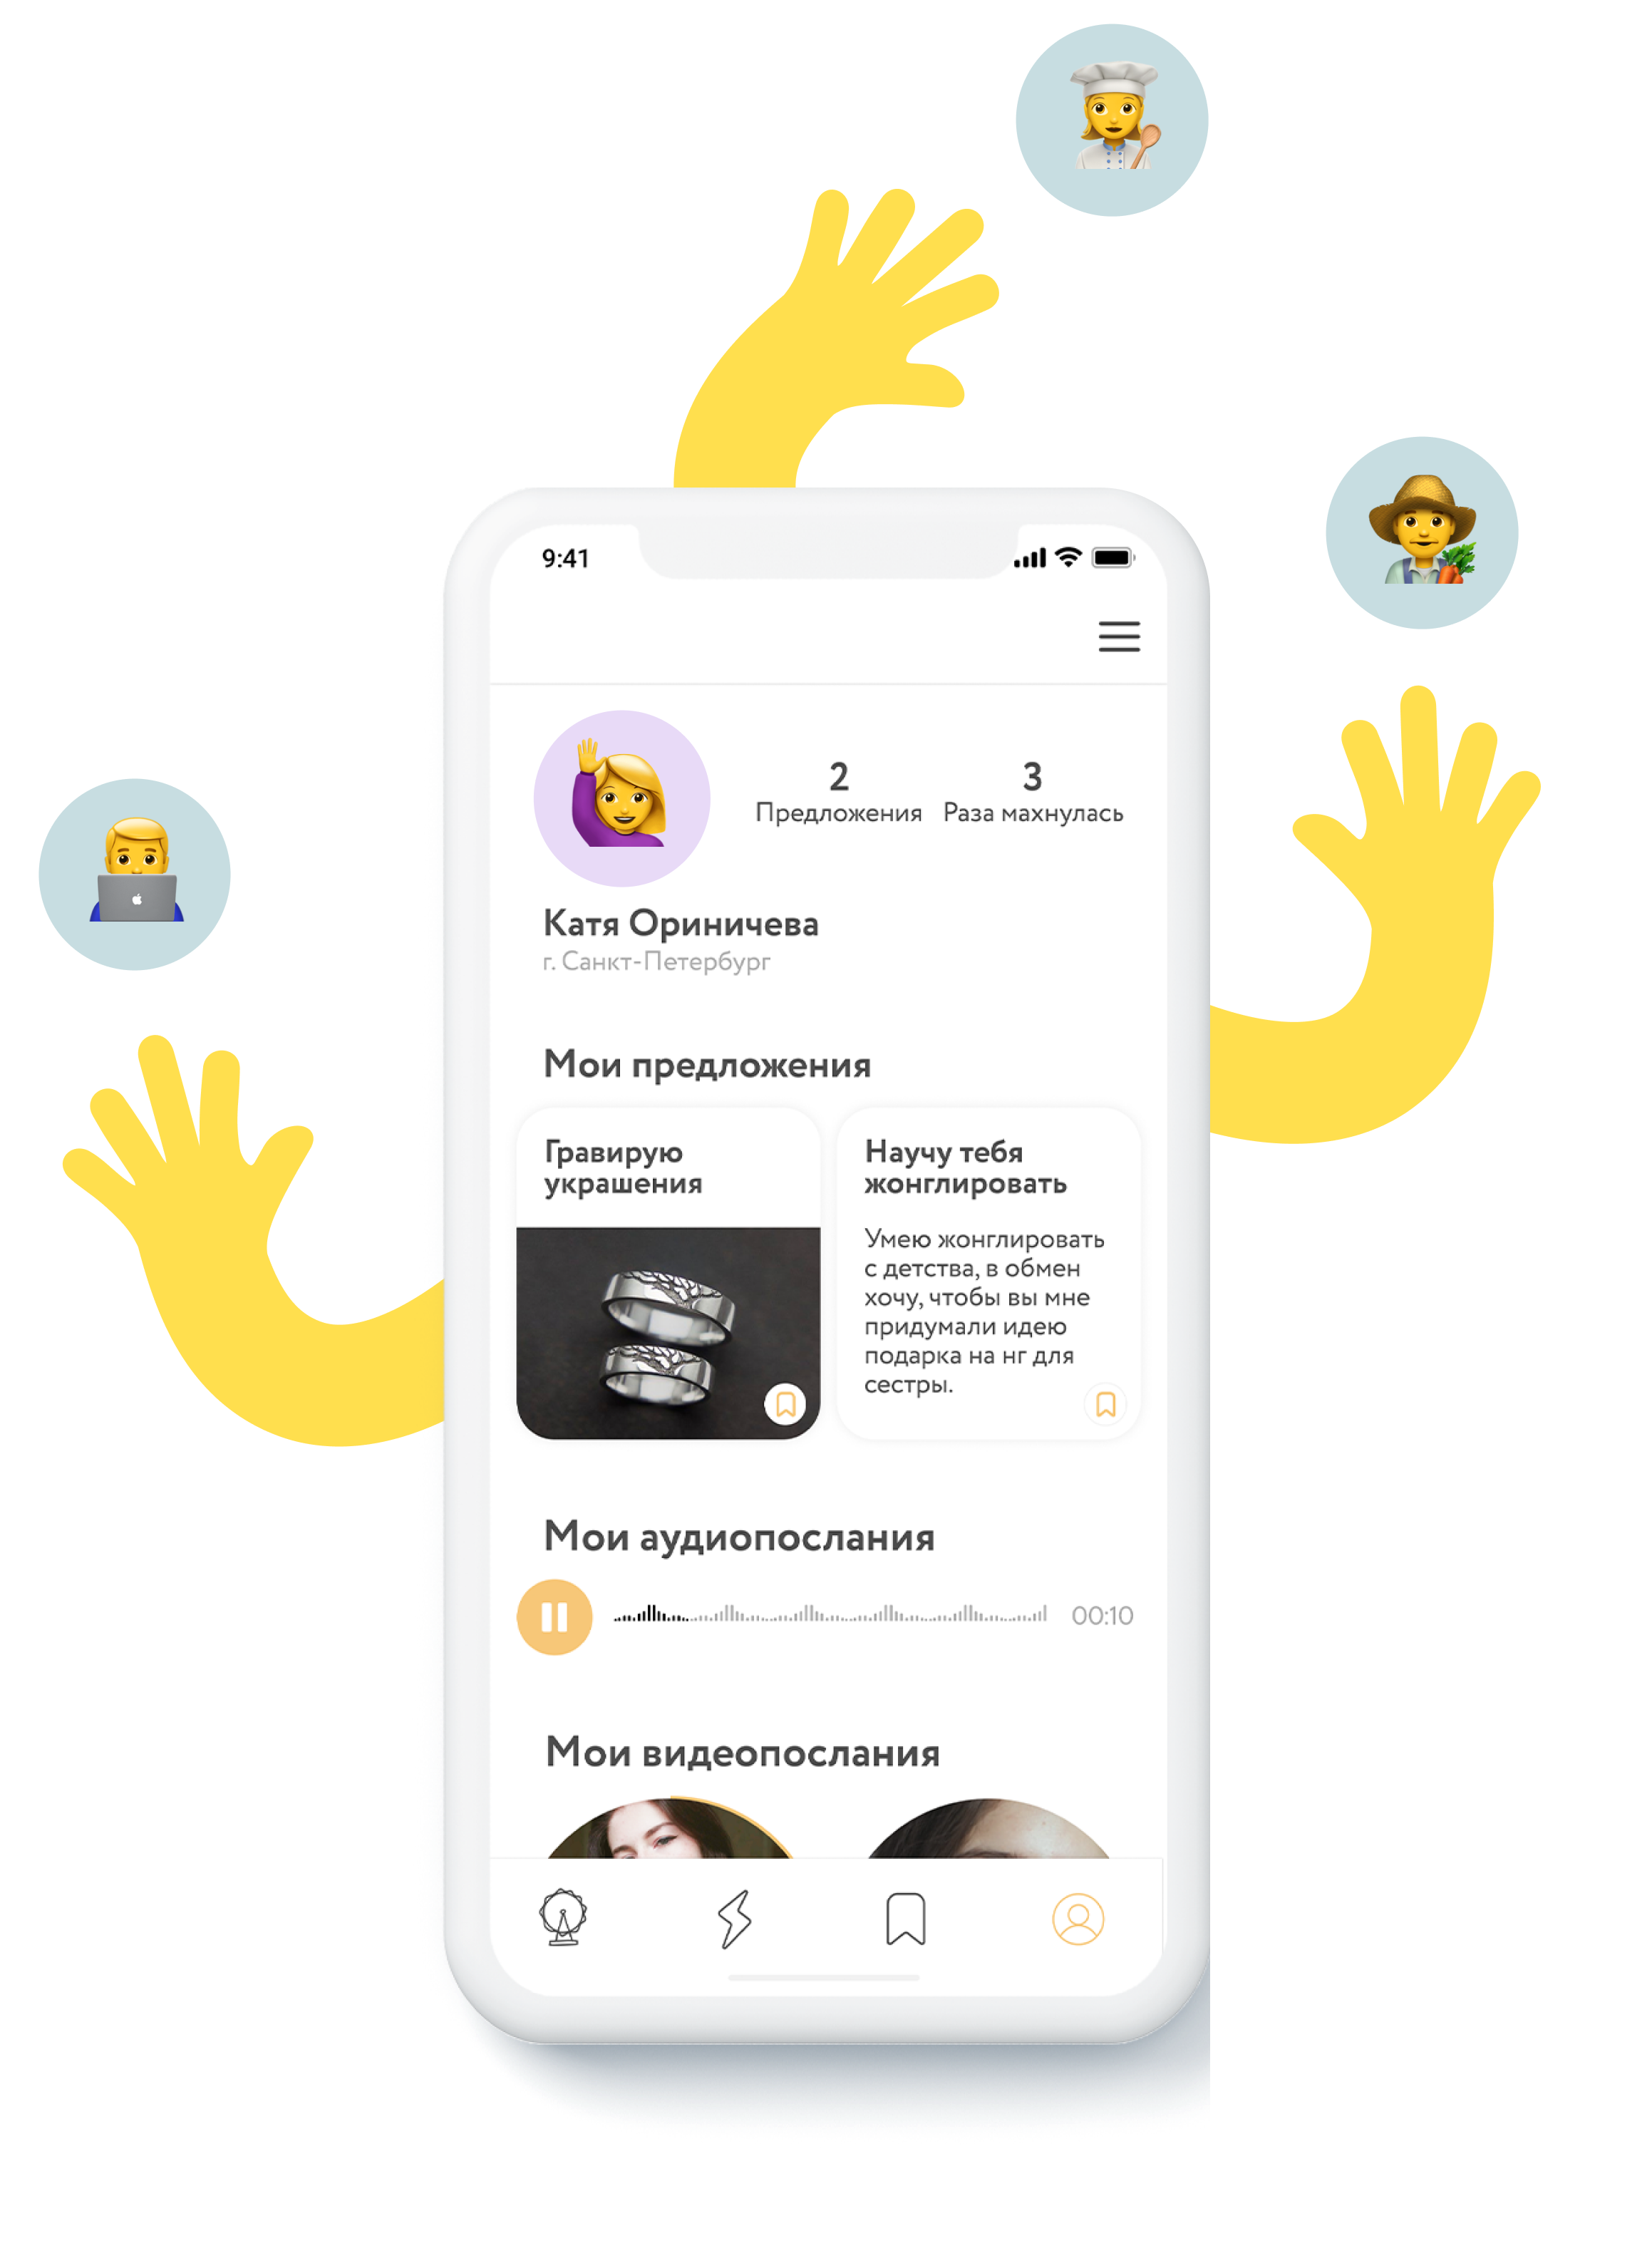 9:41
2
Предложения
3
Раза махнулась
Катя Ориничева
г. Санкт-Петербург
Мои предложения
Гравирую
украшения
Научу тебя
жонглировать
Умею жонглировать
с детства, в обмен
хочу, чтобы вы мне
придумали идею
подарка на нг для
сестры.
Мои аудиопослания
00:10
Мои видеопослания